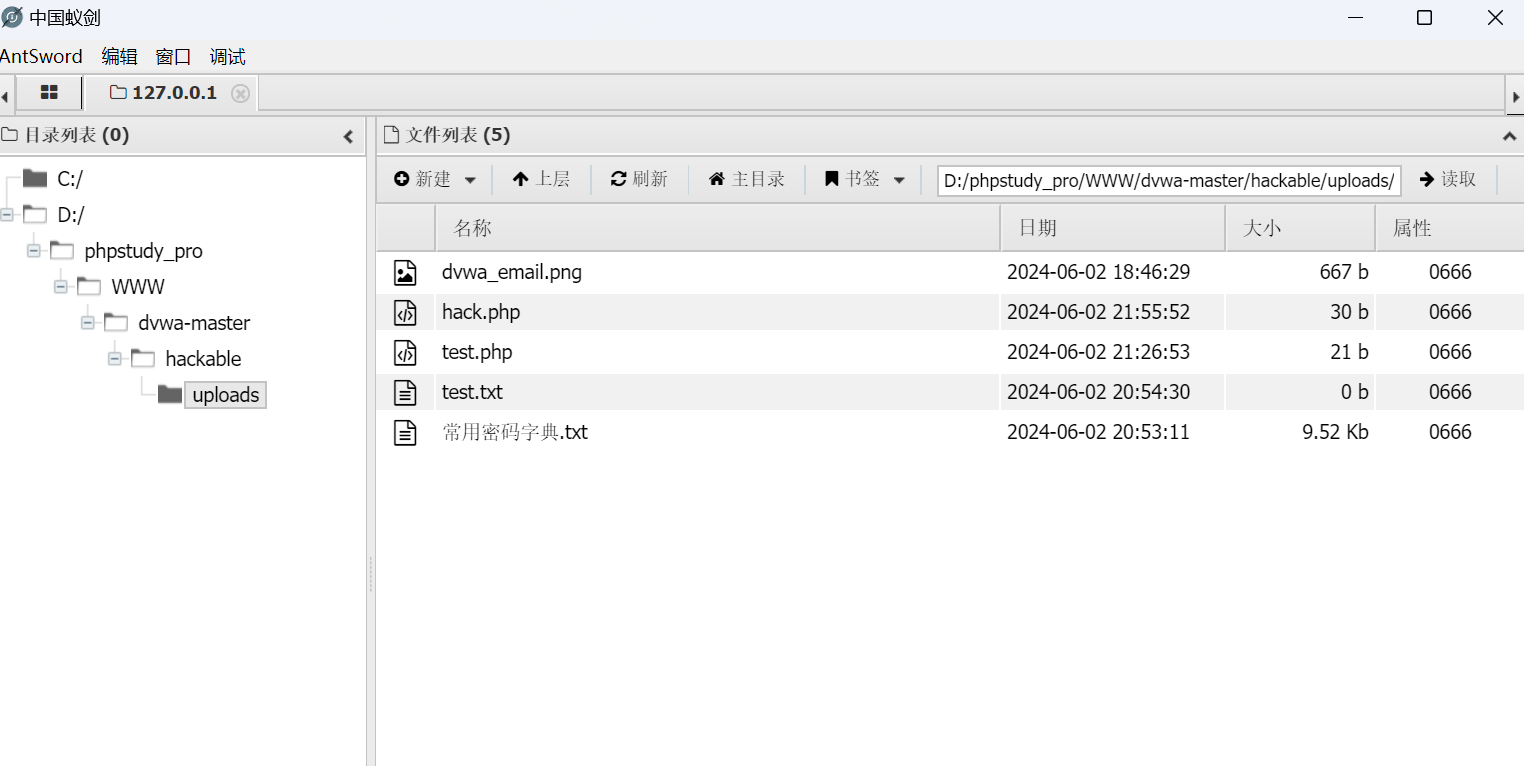 中国蚁剑
AntSword 编辑 窗口 调试
127.0.0.1
目录列表 (0)
文件列表 (5)
新建 上层 刷新 主目录 书签 D:/phpstudy_pro/WWW/dvwa-master/hackable/uploads/ 读取
C:/
D:/
phpstudy_pro
WWW
dvwa-master
hackable
uploads
名称 日期 大小 属性
dvwa_email.png 2024-06-02 18:46:29 667 b 0666
hack.php 2024-06-02 21:55:52 30 b 0666
test.php 2024-06-02 21:26:53 21 b 0666
test.txt 2024-06-02 20:54:30 0 b 0666
常用密码字典.txt 2024-06-02 20:53:11 9.52 Kb 0666